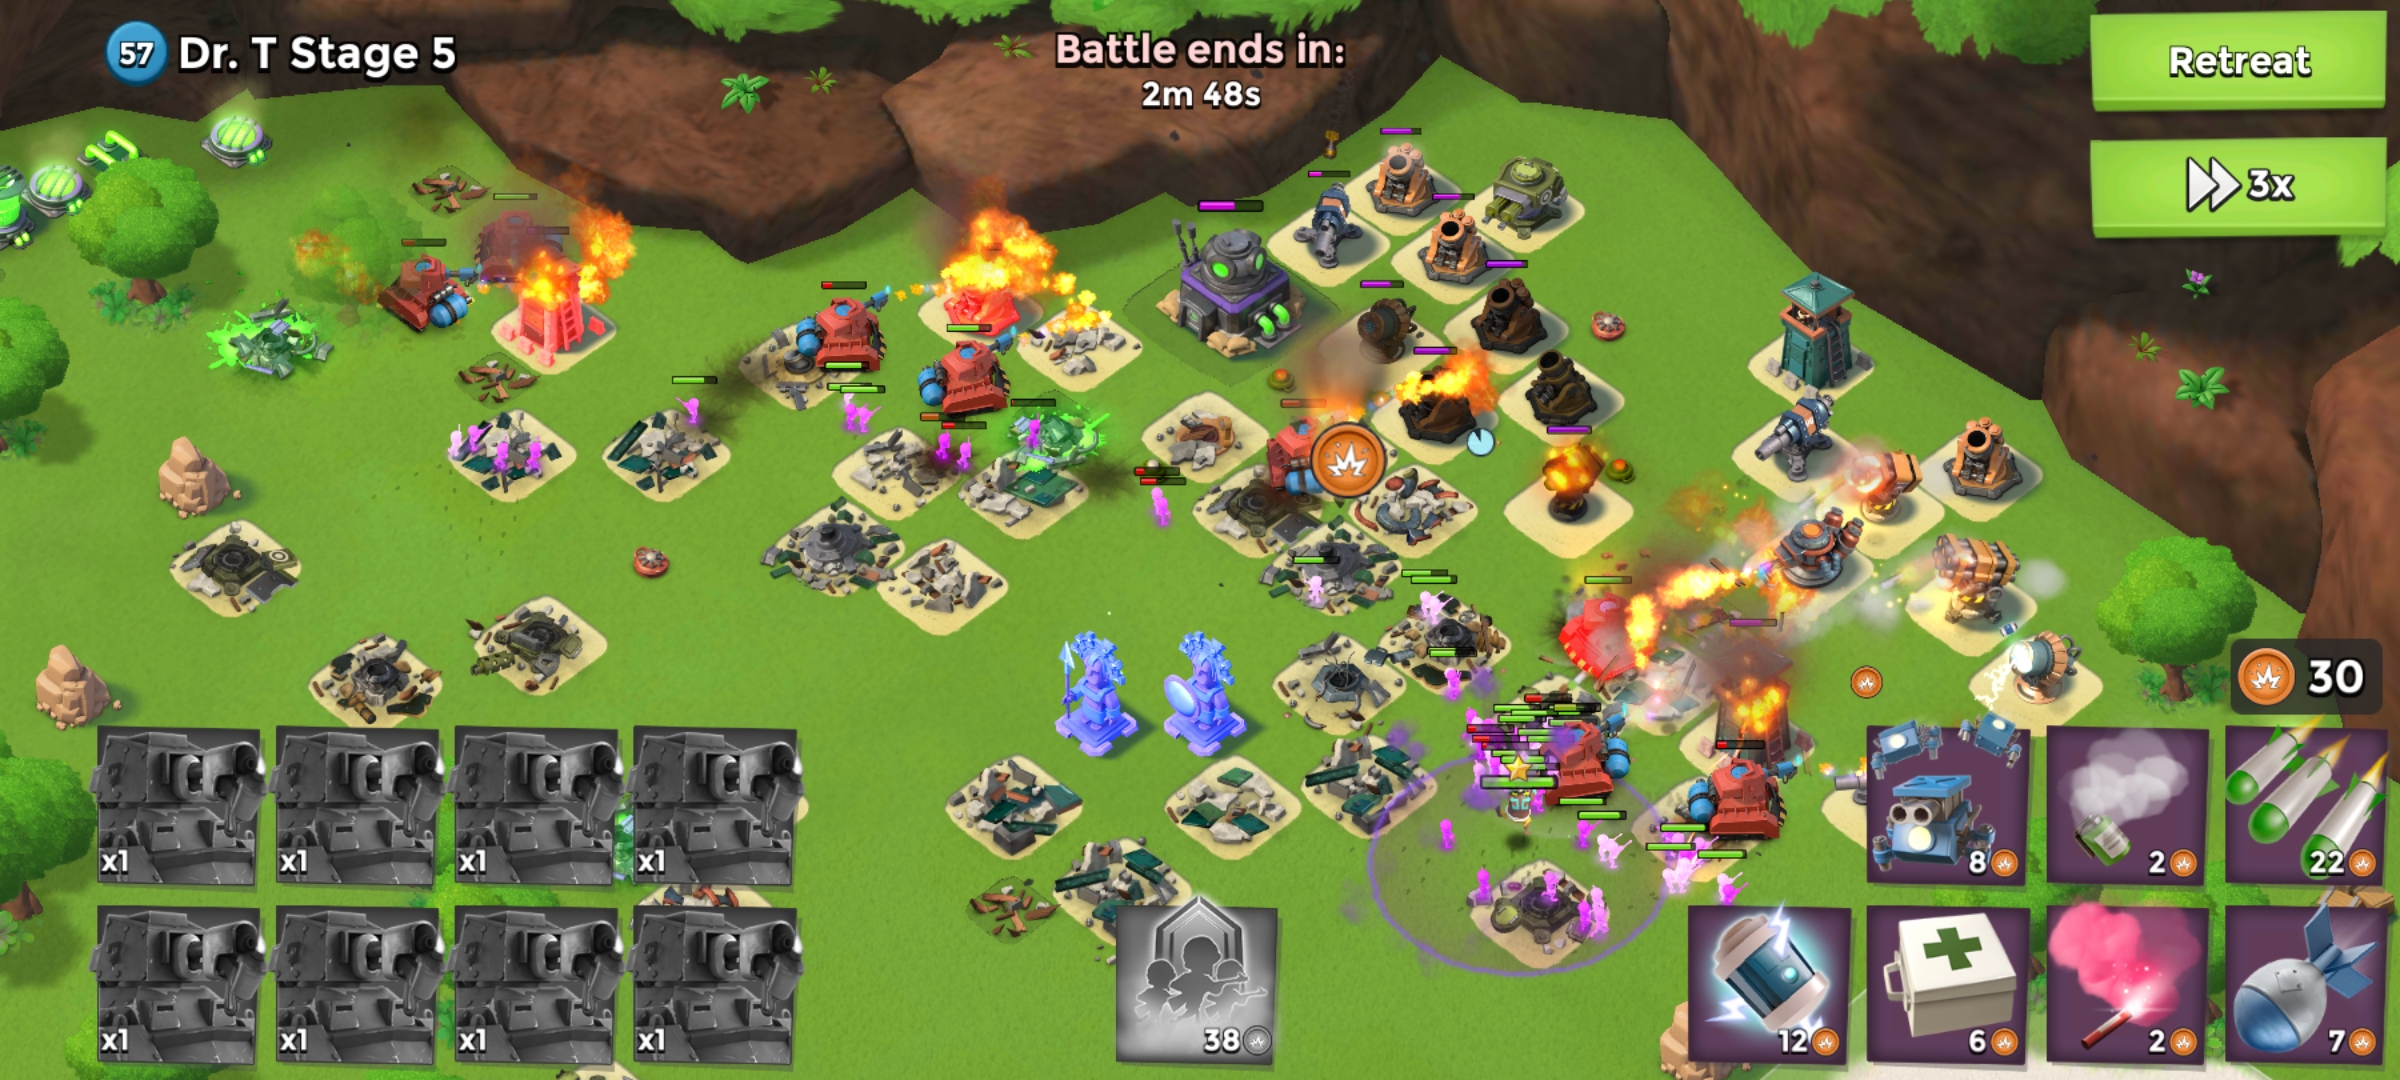 57 Dr. T Stage 5
Battle ends in:
2m 48s
Retreat
3x
30
8
2
22
x1
x1
x1
x1
x1
x1
x1
x1
38
12
6
2
7